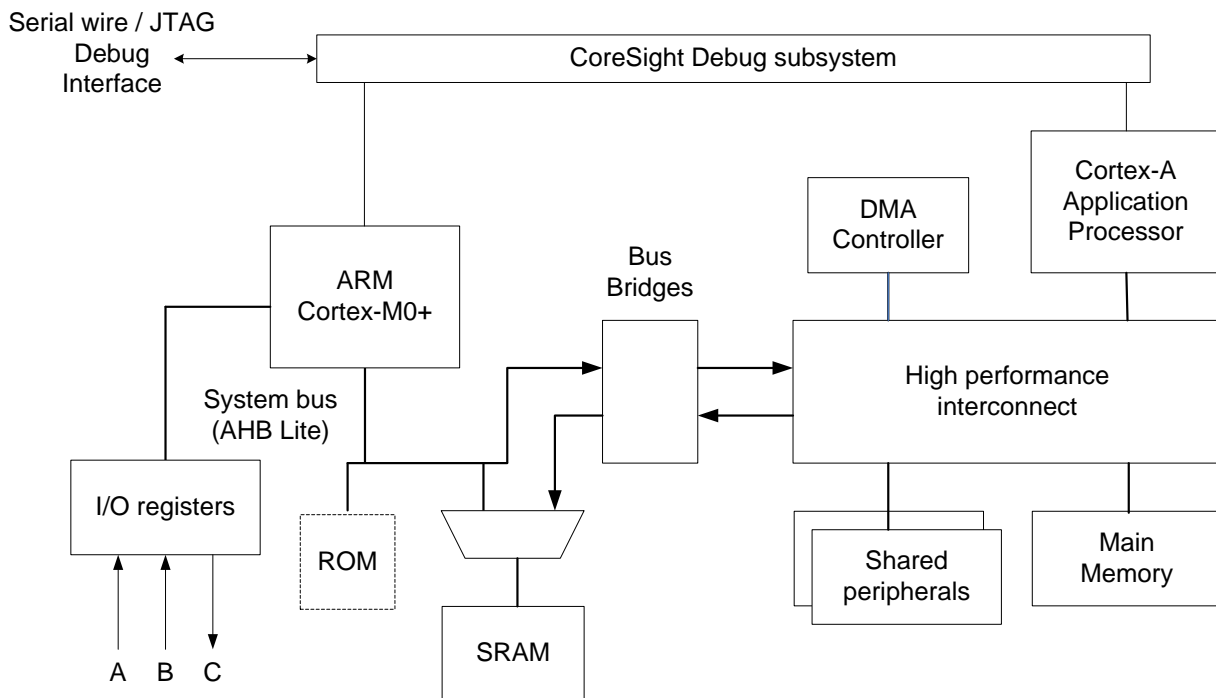 Serial wire / JTAG
Debug
Interface
CoreSight Debug subsystem
Cortex-A
Application
Processor
DMA
Controller
ARM
Cortex-M0+
Bus
Bridges
High performance
interconnect
System bus
(AHB Lite)
I/O registers
ROM
Shared
peripherals
Main
Memory
SRAM
A
B
C